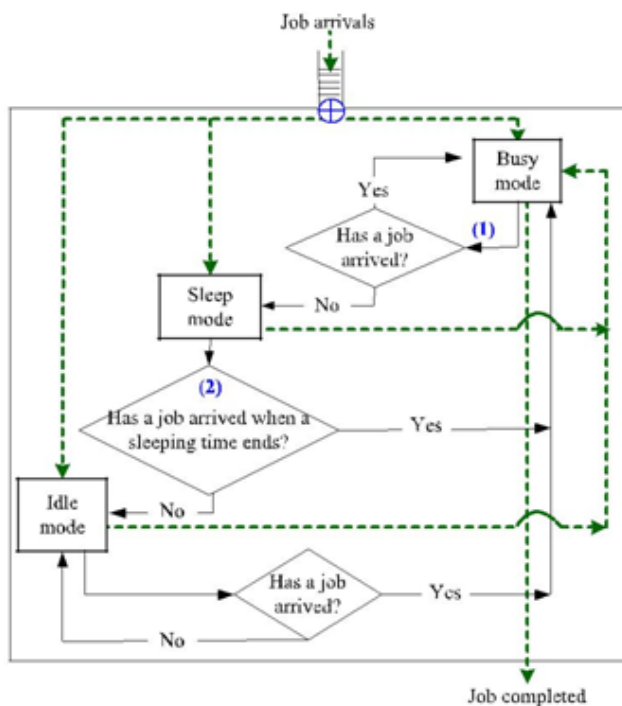 Job arrivals
Busy
mode
Yes
(1)
Has a job
arrived?
No
Sleep
mode
(2)
Has a job arrived when a
sleeping time ends?
Yes
No
Idle
mode
Has a job
arrived?
Yes
No
Job completed